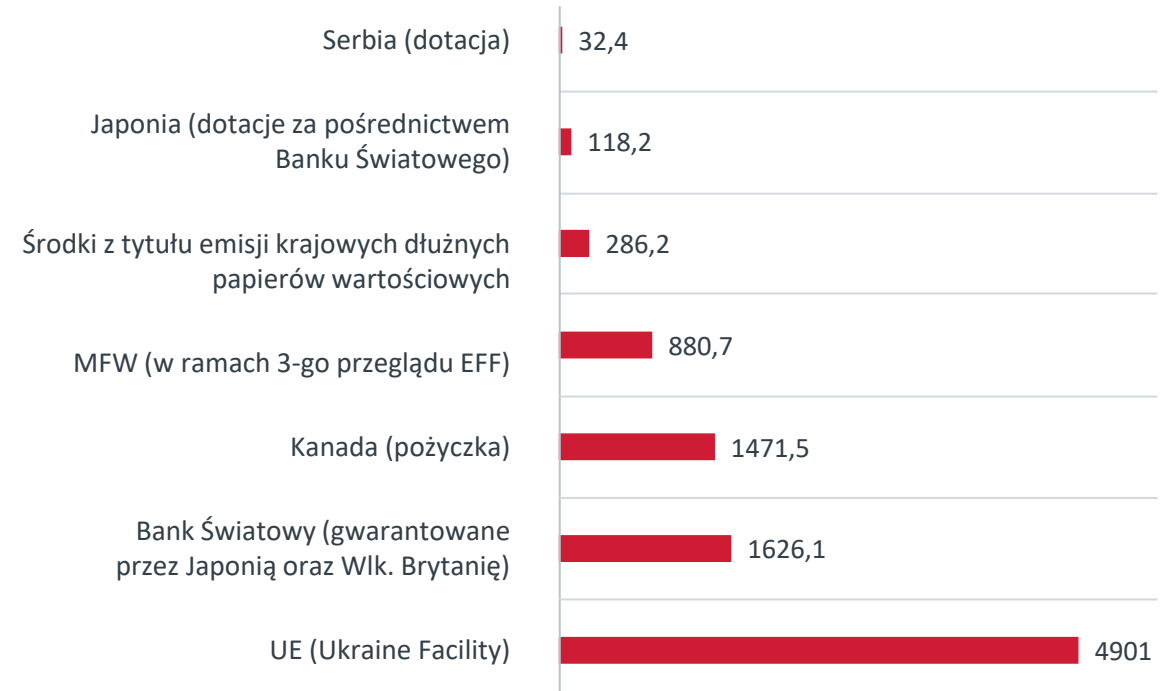 Serbia (dotacja)
32,4
Japonia (dotacje za pośrednictwem
Banku Światowego)
118,2
Środki z tytułu emisji krajowych dłużnych
papierów wartościowych
286,2
MFW (w ramach 3-go przeglądu EFF)
880,7
Kanada (pożyczka)
1471,5
Bank Światowy (gwarantowane
przez Japonią oraz Wlk. Brytanię)
1626,1
UE (Ukraine Facility)
4901